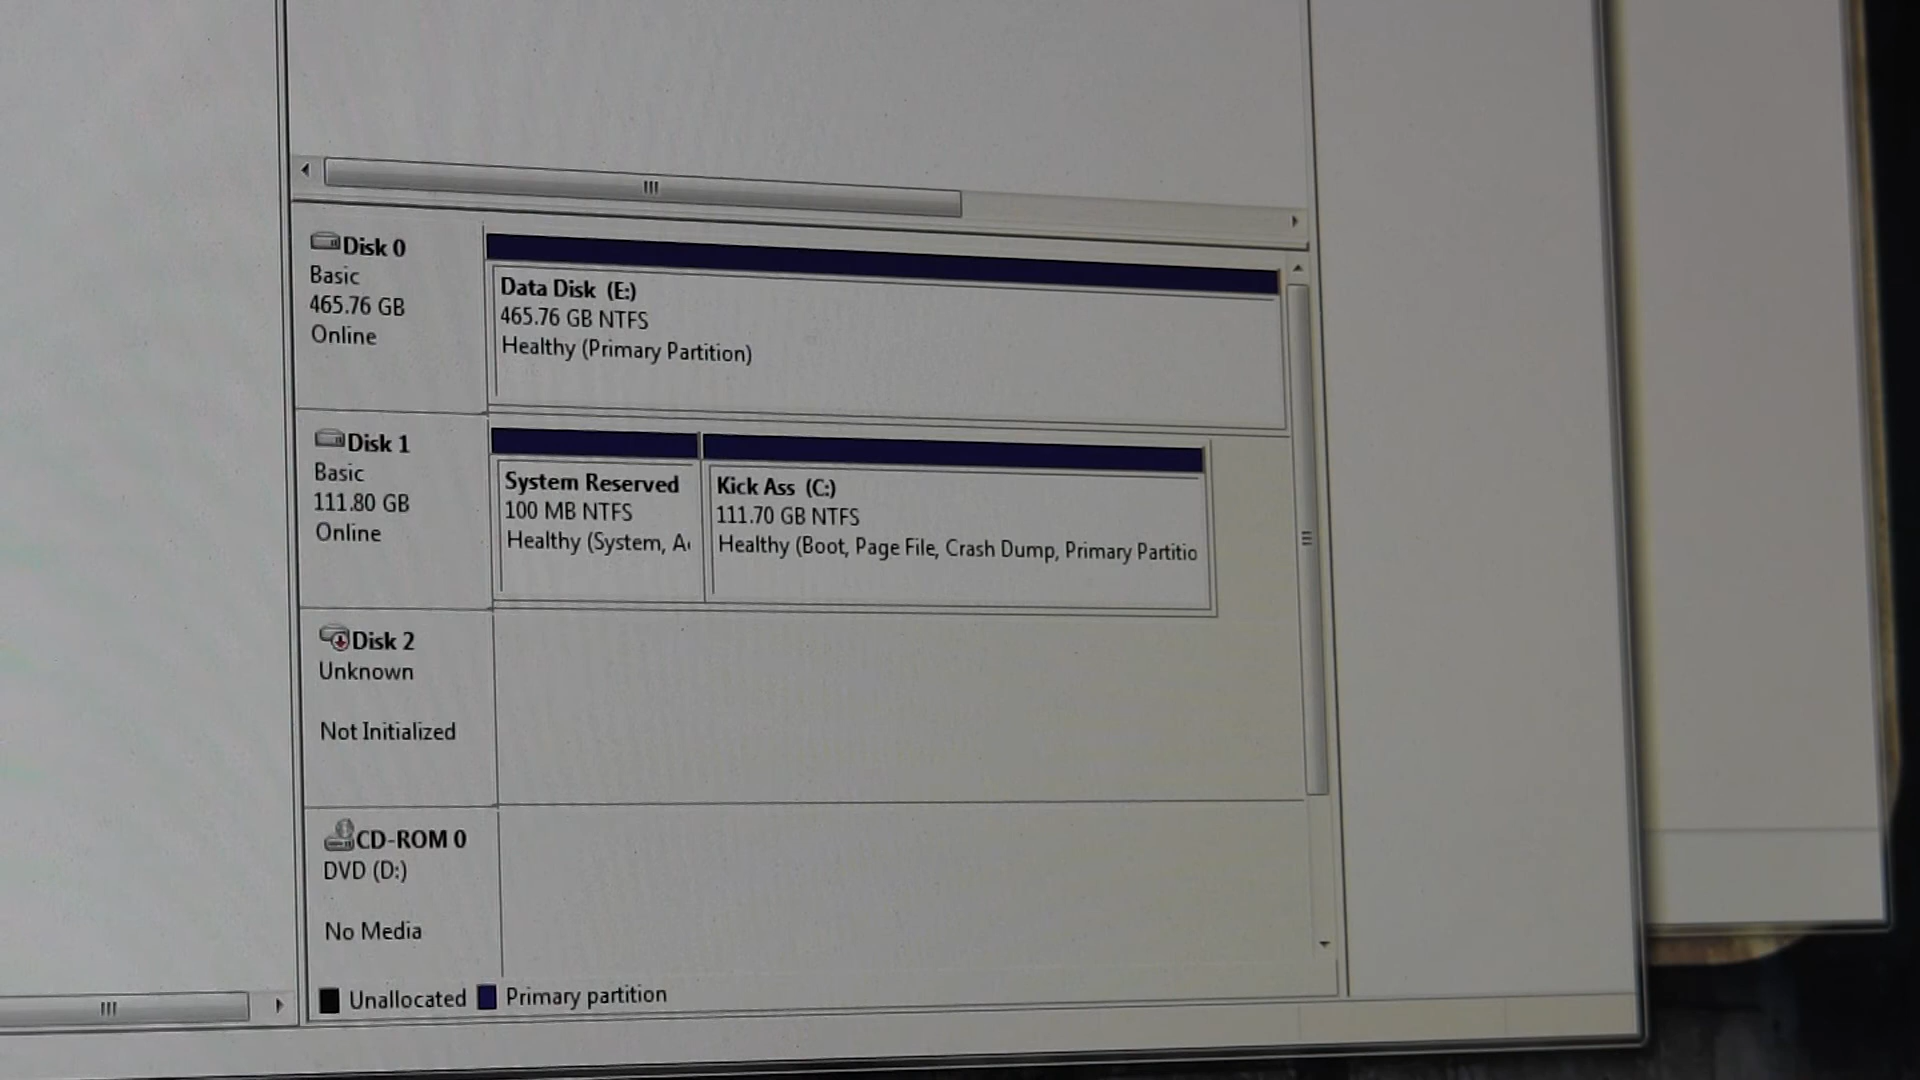 Disk 0
Basic
465.76 GB
Online
Data Disk (E:)
465.76 GB NTFS
Healthy (Primary Partition)
Disk 1
Basic
111.80 GB
Online
System Reserved
100 MB NTFS
Healthy (System, A
Kick Ass (C:)
111.70 GB NTFS
Healthy (Boot, Page File, Crash Dump, Primary Partitio
Disk 2
Unknown
Not Initialized
CD-ROM 0
DVD (D:)
No Media
Unallocated Primary partition